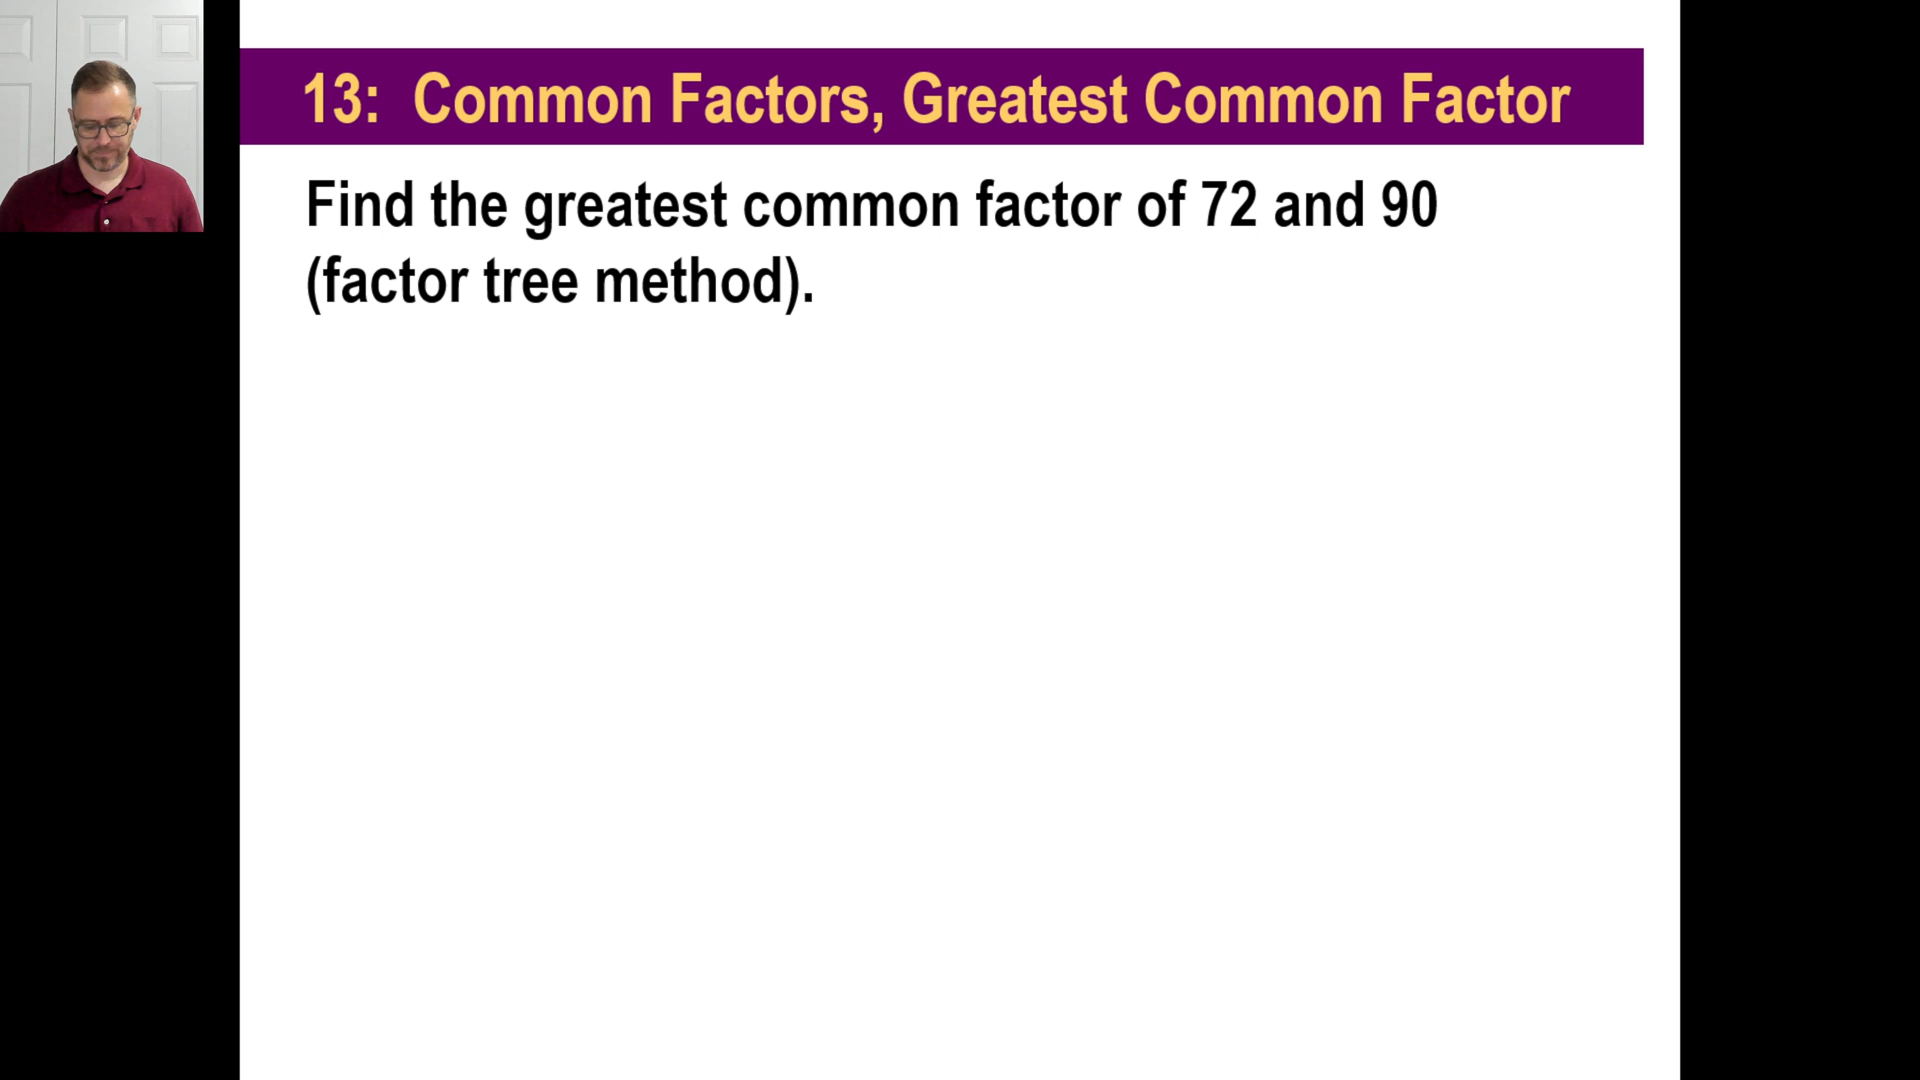 13: Common Factors, Greatest Common Factor
Find the greatest common factor of 72 and 90
(factor tree method).